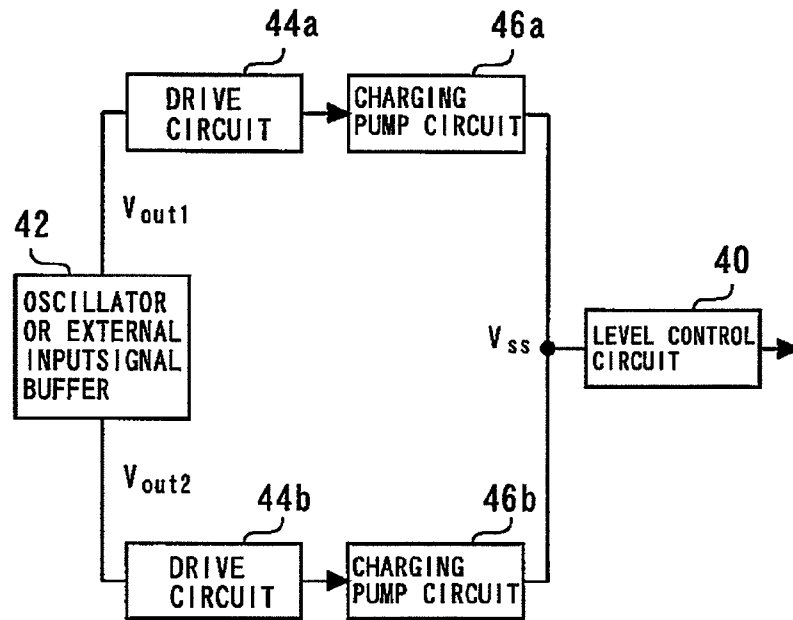 44a
46a
DRIVE
CIRCUIT
CHARGING
PUMP CIRCUIT
Vout1
42
OSCILLATOR
OR EXTERNAL
INPUTSIGNAL
BUFFER
40
Vss
LEVEL CONTROL
CIRCUIT
Vout2
44b
46b
DRIVE
CIRCUIT
CHARGING
PUMP CIRCUIT